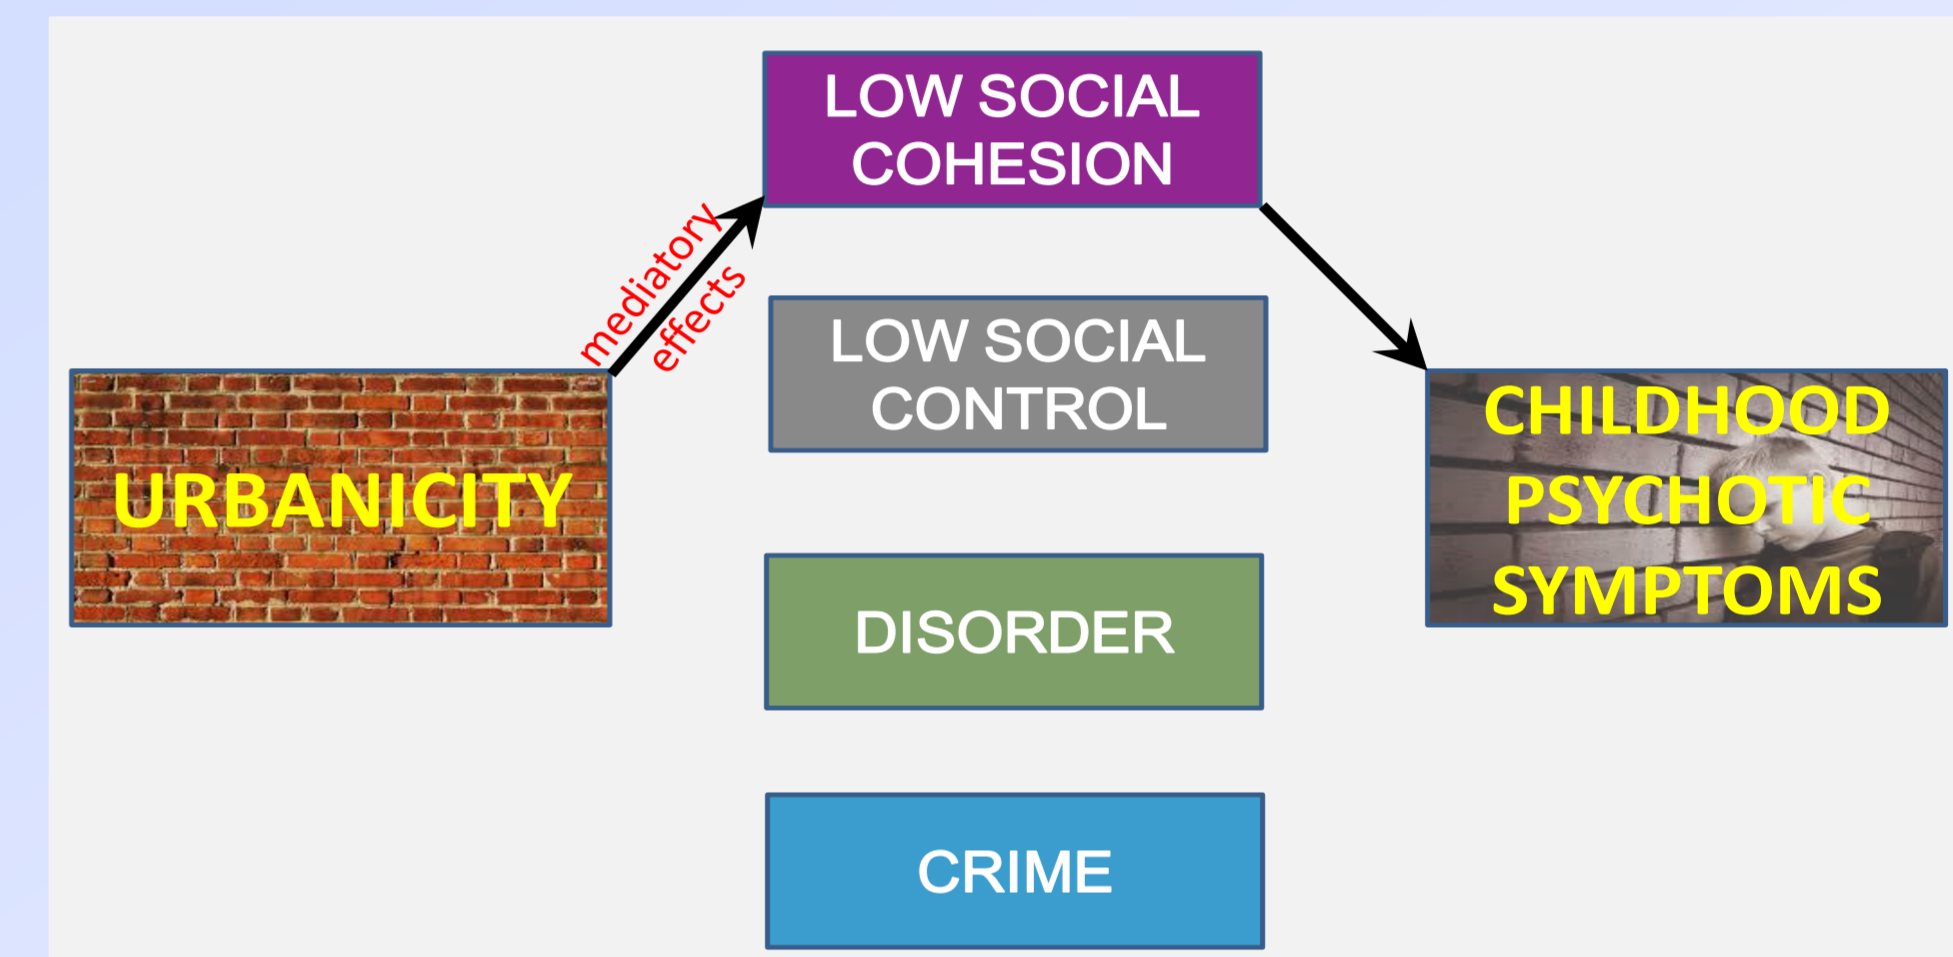 LOW SOCIAL
COHESION
mediatory
effects
LOW SOCIAL
CONTROL
URBANICITY
CHILDHOOD
PSYCHOTIC
SYMPTOMS
DISORDER
CRIME